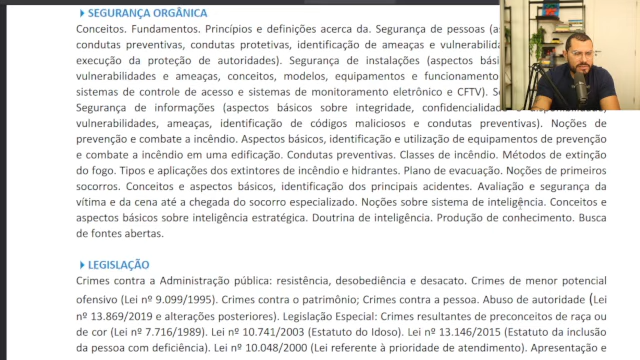 SEGURANÇA ORGÂNICA
Conceitos. Fundamentos. Princípios e definições acerca da. Segurança de pessoas (as
condutas preventivas, condutas protetivas, identificação de ameaças e vulnerabilida
execução da proteção de autoridades). Segurança de instalações (aspectos bási
vulnerabilidades e ameaças, conceitos, modelos, equipamentos e funcionamento
sistemas de controle de acesso e sistemas de monitoramento eletrônico e CFTV).
Segurança de informações (aspectos básicos sobre integridade, confidencialidad
vulnerabilidades, ameaças, identificação de códigos maliciosos e condutas preventivas). Noções de
prevenção e combate a incêndio. Aspectos básicos, identificação e utilização de equipamentos de prevenção
e combate a incêndio em uma edificação. Condutas preventivas. Classes de incêndio. Métodos de extinção
do fogo. Tipos e aplicações dos extintores de incêndio e hidrantes. Plano de evacuação. Noções de primeiros
socorros. Conceitos e aspectos básicos, identificação dos principais acidentes. Avaliação e segurança da
vítima e da cena até a chegada do socorro especializado. Noções sobre sistema de inteligência. Conceitos e
aspectos básicos sobre inteligência estratégica. Doutrina de inteligência. Produção de conhecimento. Busca
de fontes abertas.
LEGISLAÇÃO
Crimes contra a Administração pública: resistência, desobediência e desacato. Crimes de menor potencial
ofensivo (Lei nº 9.099/1995). Crimes contra o patrimônio; Crimes contra a pessoa. Abuso de autoridade (Lei
nº 13.869/2019 e alterações posteriores). Legislação Especial: Crimes resultantes de preconceitos de raça ou
de cor (Lei nº 7.716/1989). Lei nº 10.741/2003 (Estatuto do Idoso). Lei nº 13.146/2015 (Estatuto da inclusão
da pessoa com deficiência). Lei nº 10.048/2000 (Lei referente à prioridade de atendimento). Apresentação e